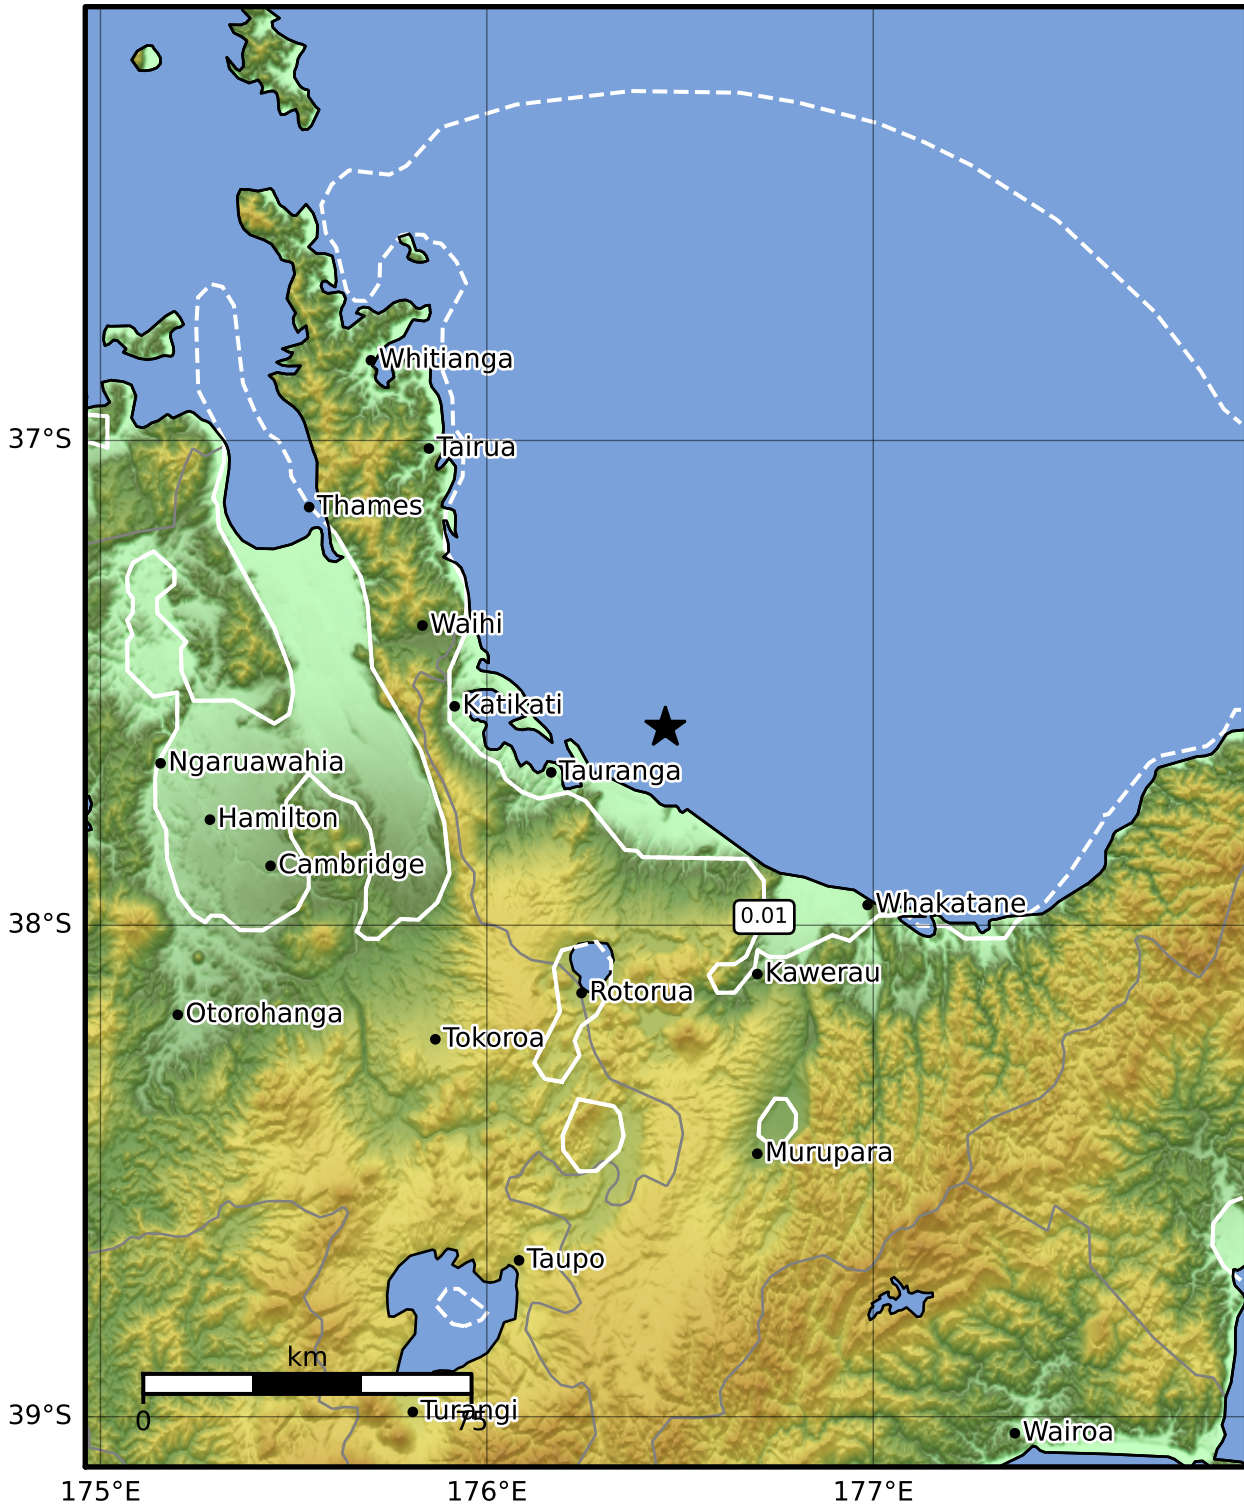 Whitianga
37°S
Tairua
Thames
Waihi
Katikati
Ngaruawahia
Tauranga
Hamilton
Cambridge
Whakatane
0.01
38°S
Kawerau
Rotorua
Otorohanga
Tokoroa
Murupara
Taupo
km
0
75
Turangi
39°S
Wairoa
175°E
176°E
177°E